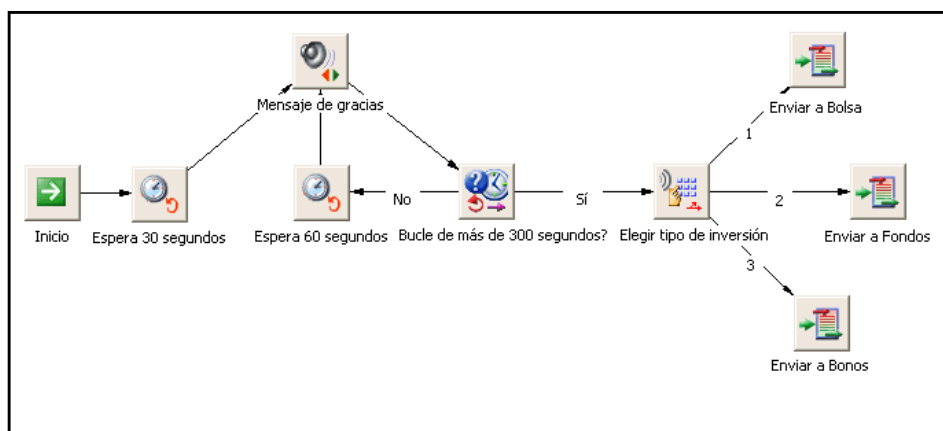 Mensaje de gracias
Enviar a Bolsa
1
Inicio
Espera 30 segundos
Espera 60 segundos
No
Bucle de más de 300 segundos?
Sí
Elegir tipo de inversión
2
Enviar a Fondos
3
Enviar a Bonos